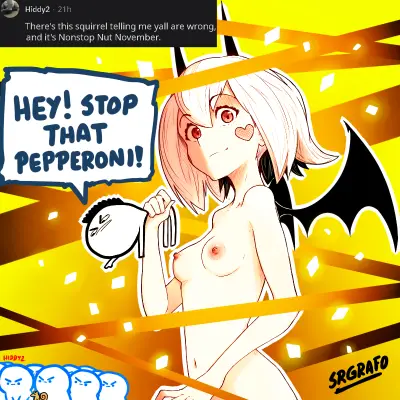 Hiddy2 · 21h
There's this squirrel telling me yall are wrong,
and it's Nonstop Nut November.
HEY! STOP
THAT
PEPPERONI!
HIDDY2
SRGRAFO